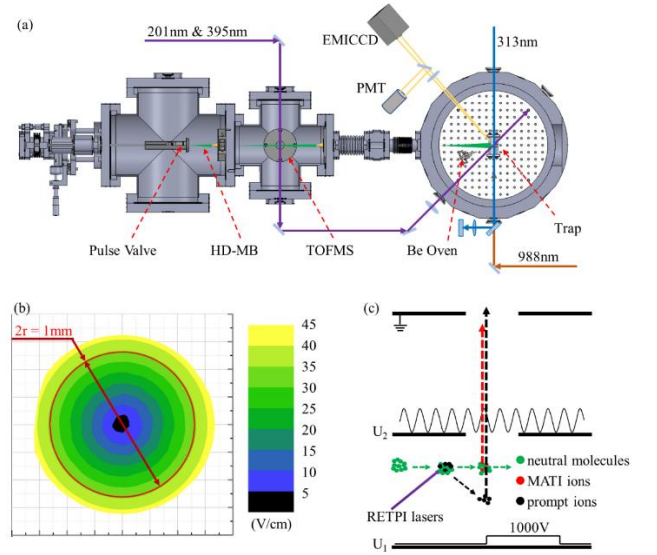 (a)
201nm & 395nm
EMICCD
PMT
313nm
Pulse Valve
HD-MB
TOFMS
Be Oven
Trap
988nm
(b)
2r = 1mm
45
40
35
30
25
20
15
10
5
(V/cm)
(c)
U2
neutral molecules
MATI ions
prompt ions
RETPI lasers
1000V
U1